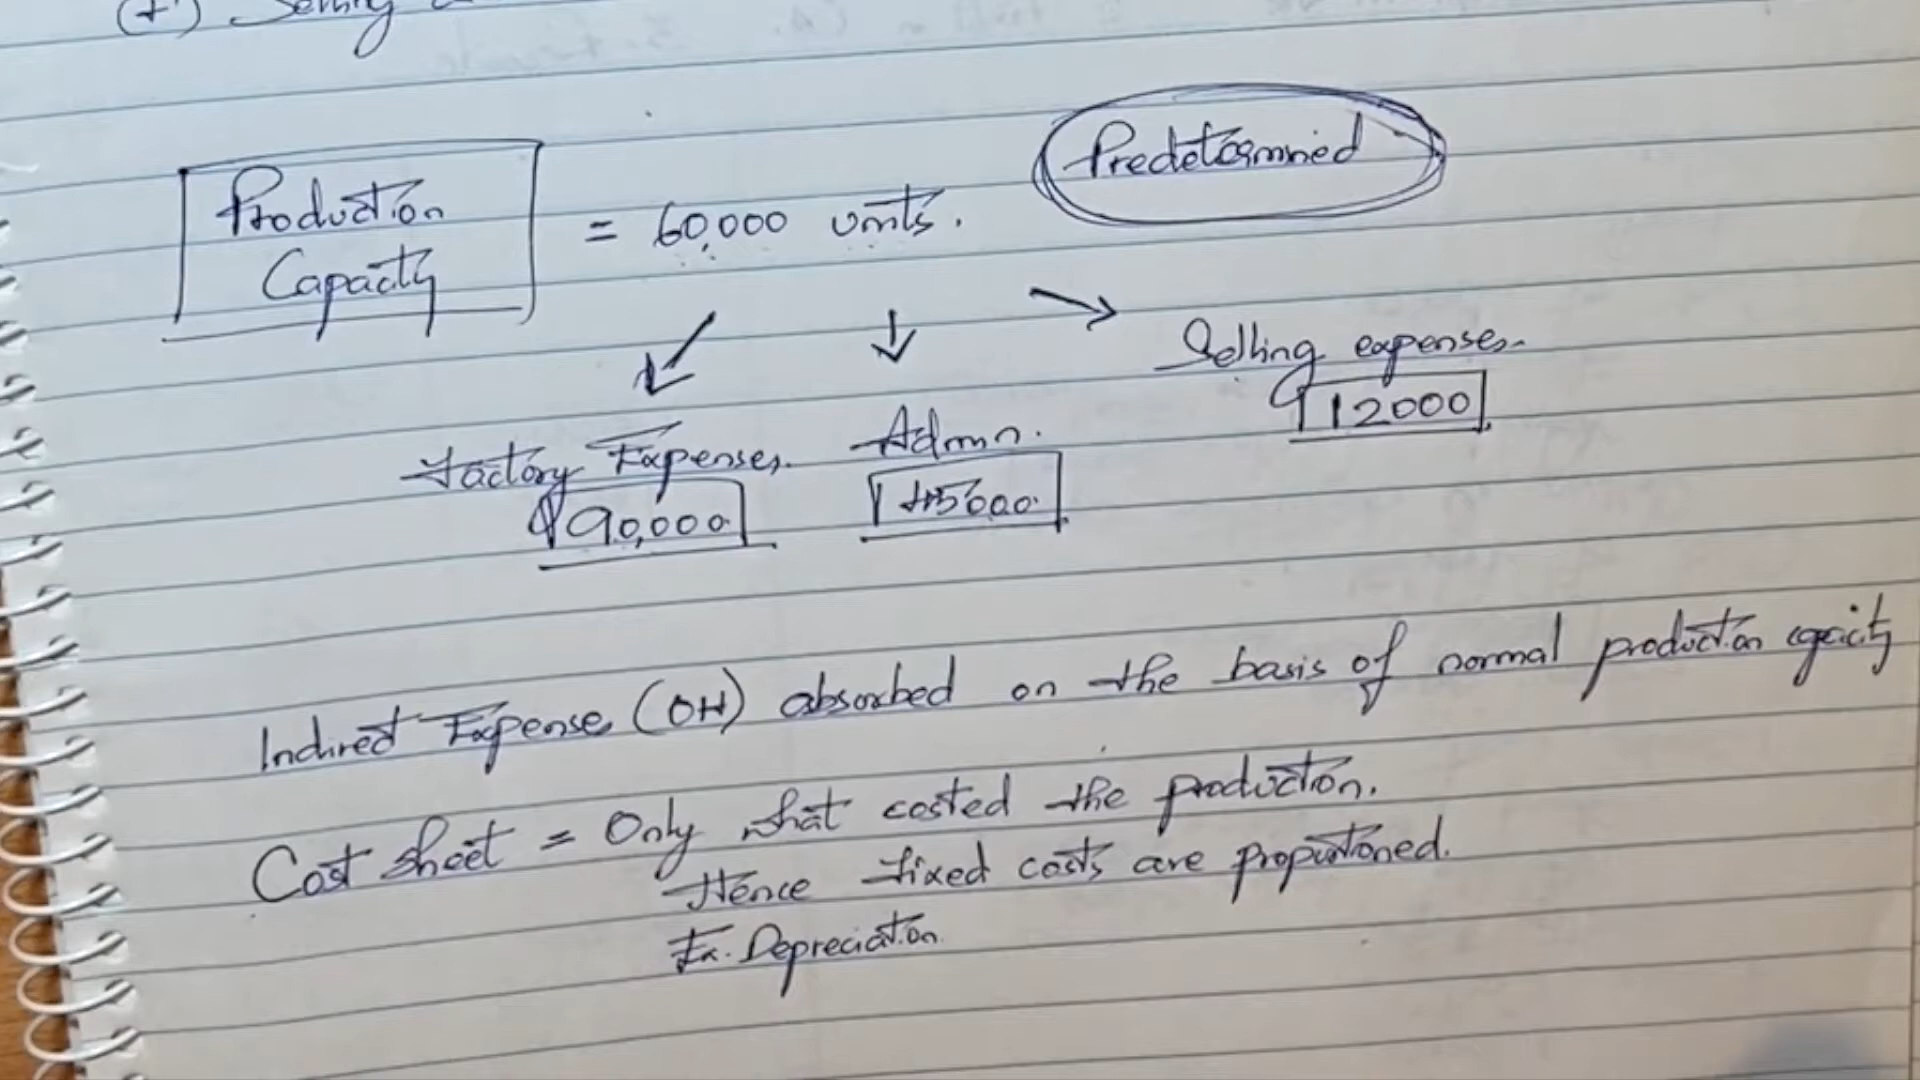 (+) Selling
Production
Capacity
= 60,000 units.
Predetermined
Factory Expenses.
90,000
Admn.
45000
Selling expenses.
12000
Indirect Expense (OH) absorbed on the basis of normal production capacity
Cost sheet = Only what costed the production.
Hence fixed costs are proportioned.
Ex. Depreciation